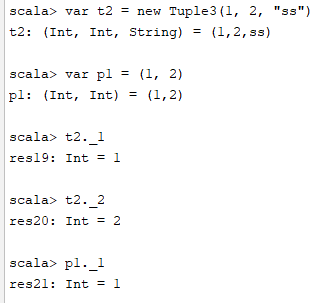 scala> var t2 = new Tuple3(1, 2, "ss")
t2: (Int, Int, String) = (1,2,ss)
scala> var p1 = (1, 2)
p1: (Int, Int) = (1,2)
scala> t2._1
res19: Int = 1
scala> t2._2
res20: Int = 2
scala> p1._1
res21: Int = 1